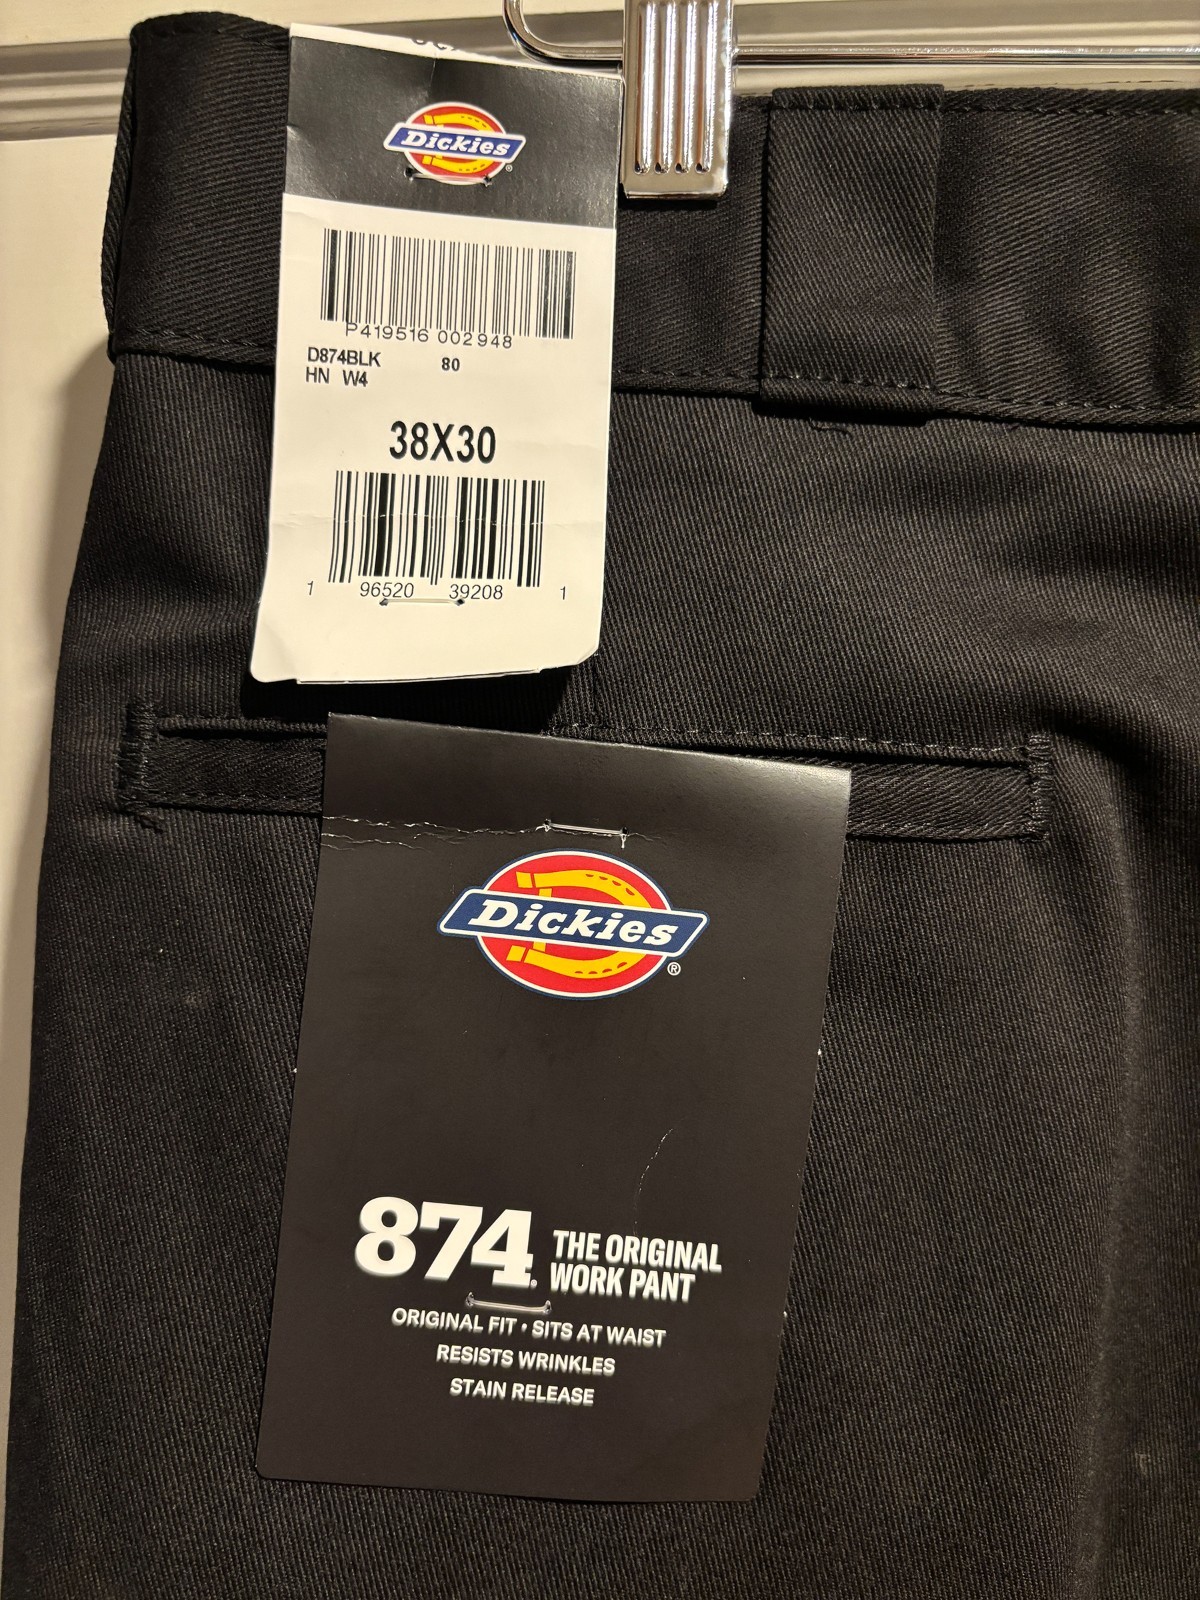 Dickies
®
P419516 002948
D874BLK 80
HN W4
38X30
1 96520 39208 1
Dickies
®
874® THE ORIGINAL
WORK PANT
ORIGINAL FIT • SITS AT WAIST
RESISTS WRINKLES
STAIN RELEASE